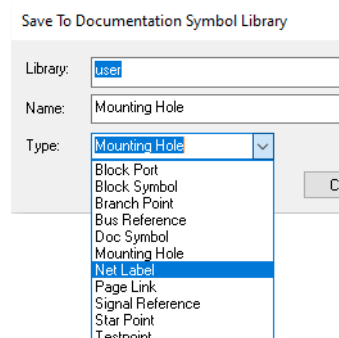 Save To Documentation Symbol Library
Library: user
Name: Mounting Hole
Type: Mounting Hole
Block Port
Block Symbol
C
Branch Point
Bus Reference
Doc Symbol
Mounting Hole
Net Label
Page Link
Signal Reference
Star Point
Testpoint